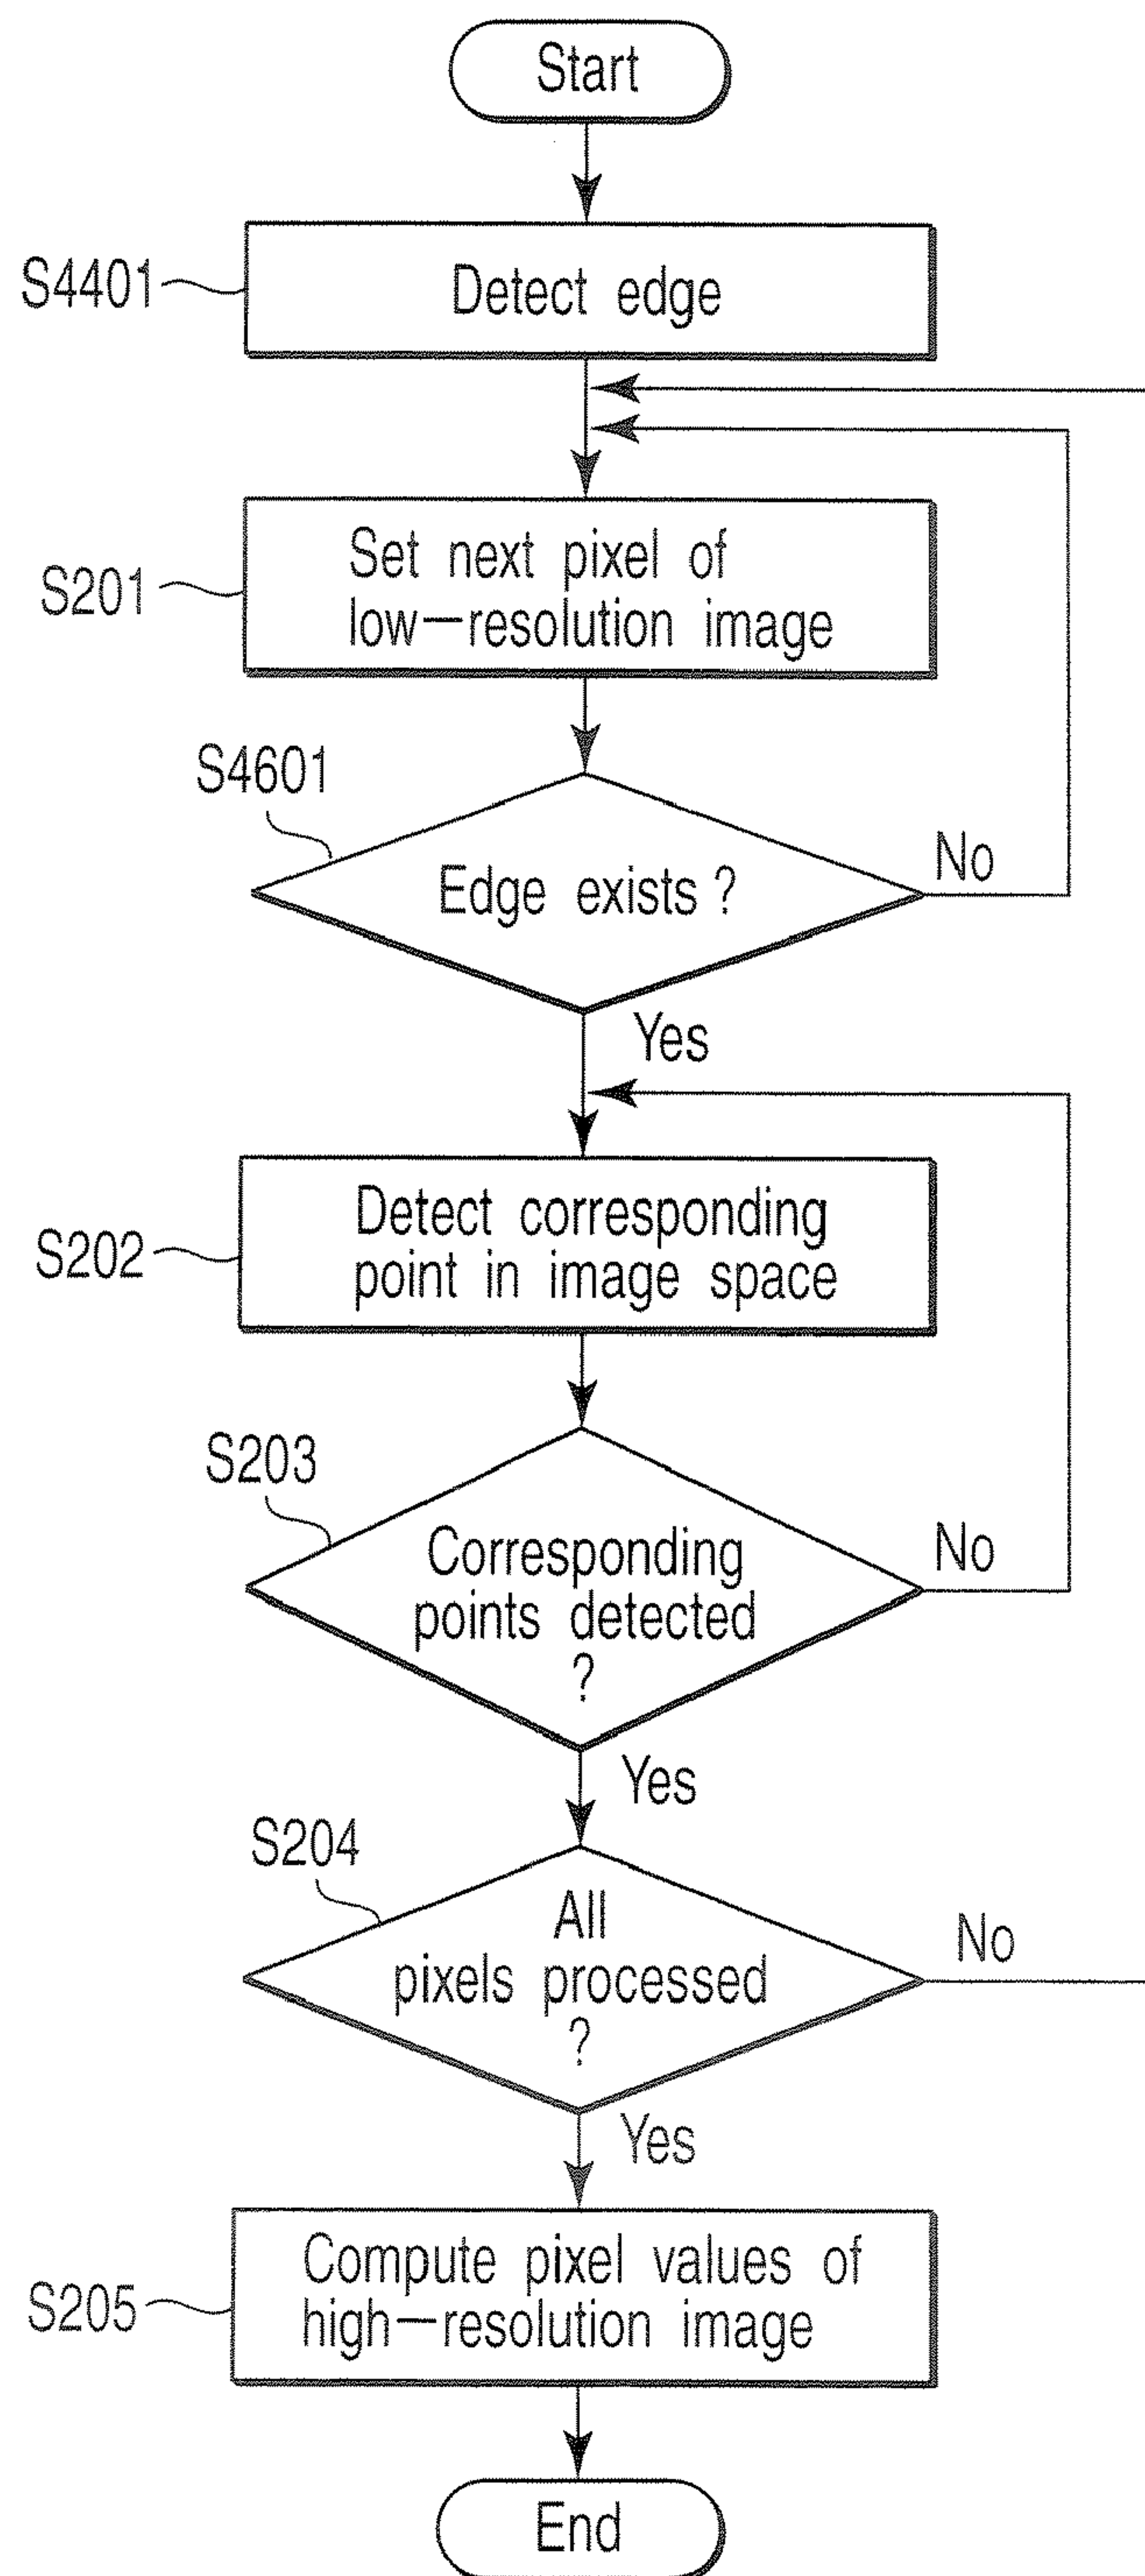 Start
S4401
Detect edge
S201
Set next pixel of
low-resolution image
S4601
Edge exists ?
No
Yes
S202
Detect corresponding
point in image space
S203
Corresponding
points detected
?
No
Yes
S204
All
pixels processed
?
No
Yes
S205
Compute pixel values of
high-resolution image
End